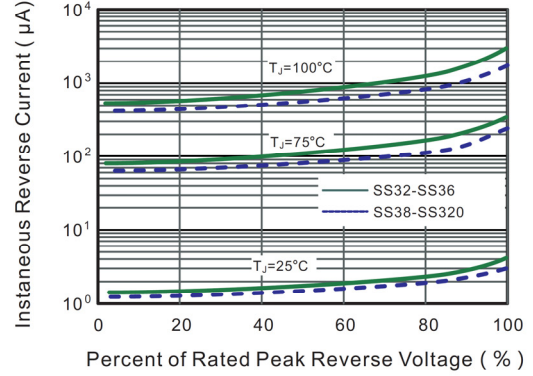 Instaneous Reverse Current ( μA)
10⁴
10³
10²
10¹
10⁰
TJ=100°C
TJ=75°C
SS32-SS36
SS38-SS320
TJ=25°C
0 20 40 60 80 100
Percent of Rated Peak Reverse Voltage ( % )